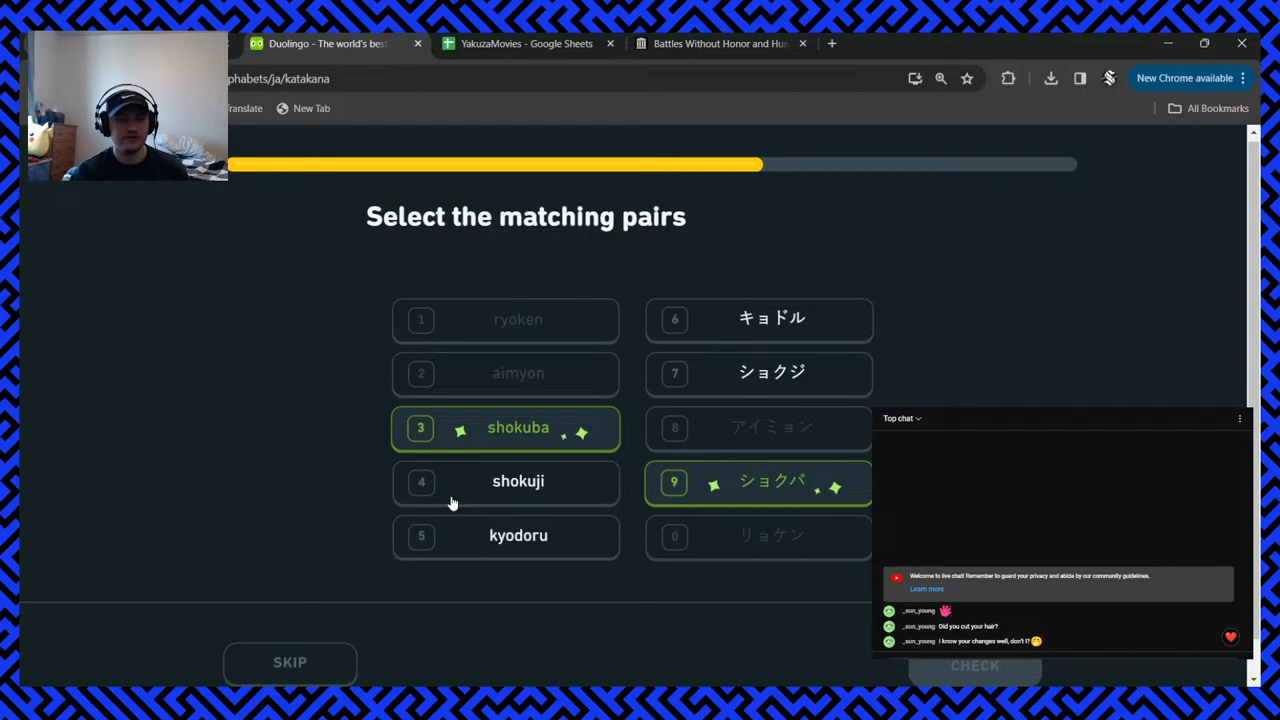 Duolingo - The world's best
YakuzaMovies - Google Sheets
Battles Without Honor and Hun
phabets/ja/katakana
New Chrome available
Translate
New Tab
All Bookmarks
Select the matching pairs
1 ryoken
6 キョドル
2 aimyon
7 ショクジ
3 shokuba
8 アイミョン
4 shokuji
9 ショクバ
5 kyodoru
0 リョケン
SKIP
CHECK
Top chat
Welcome to live chat! Remember to guard your privacy and abide by our community guidelines.
Learn more
_sun_young
_sun_young Did you cut your hair?
_sun_young I know your changes well, don't I?